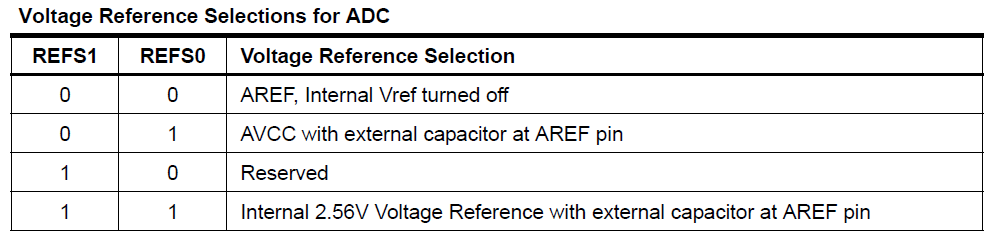 Voltage Reference Selections for ADC
REFS1 REFS0 Voltage Reference Selection
0 0 AREF, Internal Vref turned off
0 1 AVCC with external capacitor at AREF pin
1 0 Reserved
1 1 Internal 2.56V Voltage Reference with external capacitor at AREF pin